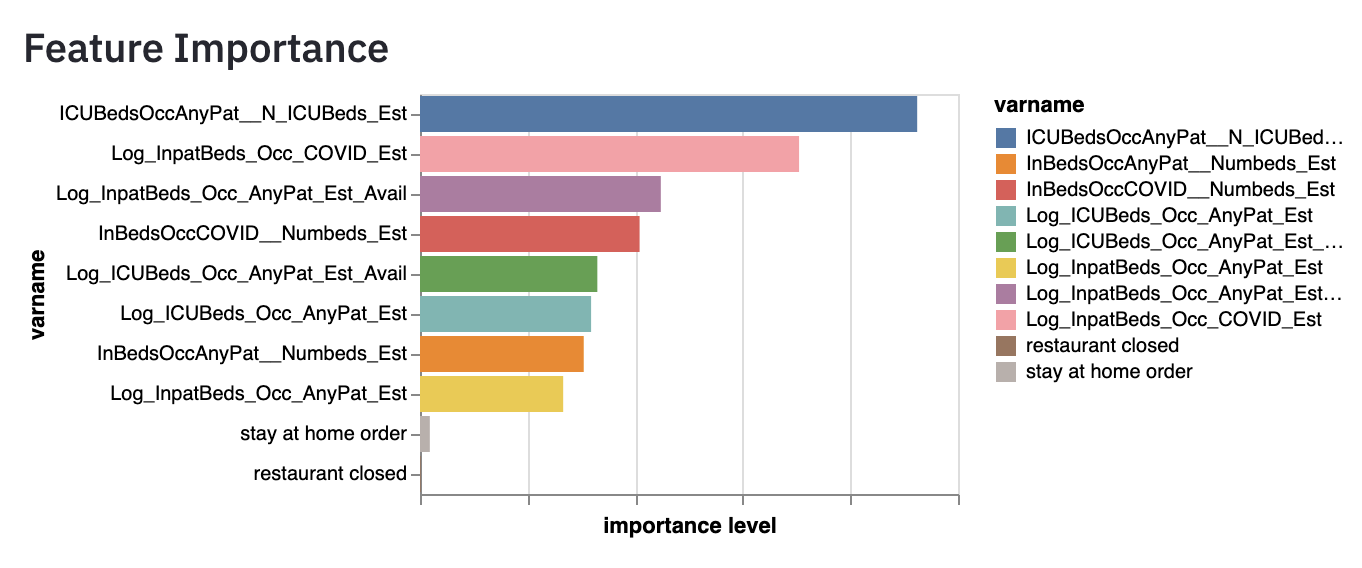 Feature Importance
ICUBedsOccAnyPat__N_ICUBeds_Est
Log_InpatBeds_Occ_COVID_Est
Log_InpatBeds_Occ_AnyPat_Est_Avail
InBedsOccCOVID__Numbeds_Est
Log_ICUBeds_Occ_AnyPat_Est_Avail
Log_ICUBeds_Occ_AnyPat_Est
InBedsOccAnyPat__Numbeds_Est
Log_InpatBeds_Occ_AnyPat_Est
stay at home order
restaurant closed
varname
importance level
varname
ICUBedsOccAnyPat__N_ICUBed…
InBedsOccAnyPat__Numbeds_Est
InBedsOccCOVID__Numbeds_Est
Log_ICUBeds_Occ_AnyPat_Est
Log_ICUBeds_Occ_AnyPat_Est_…
Log_InpatBeds_Occ_AnyPat_Est
Log_InpatBeds_Occ_AnyPat_Est…
Log_InpatBeds_Occ_COVID_Est
restaurant closed
stay at home order